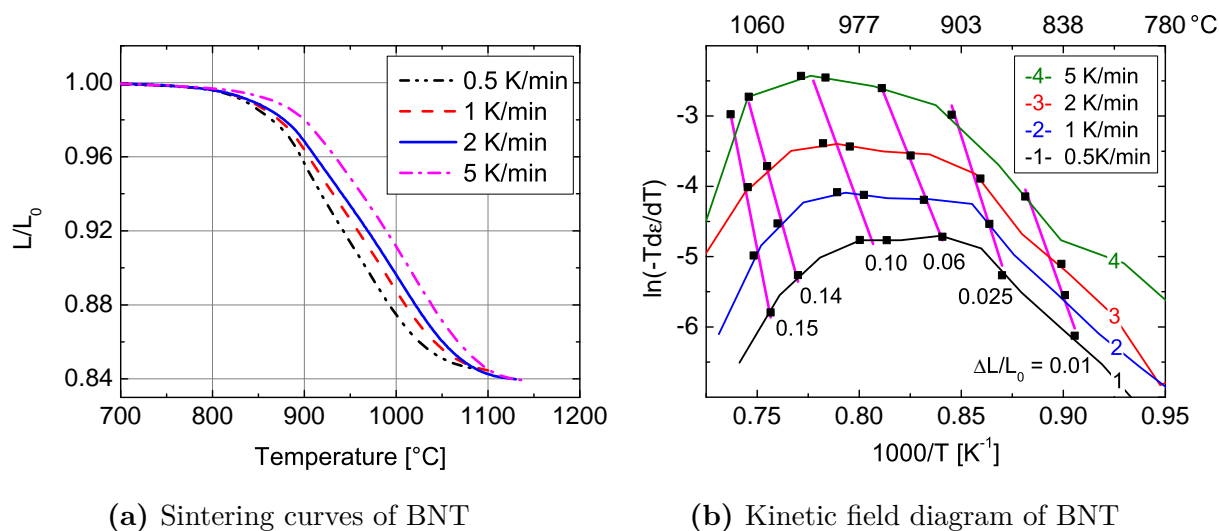 1.00
0.96
0.92
0.88
0.84
L/L₀
0.5 K/min
1 K/min
2 K/min
5 K/min
700 800 900 1000 1100 1200
Temperature [°C]
(a) Sintering curves of BNT
1060 977 903 838 780 °C
-3
-4
-5
-6
ln(-Tdε/dT)
-4- 5 K/min
-3- 2 K/min
-2- 1 K/min
-1- 0.5K/min
0.15
0.14
0.10
0.06
0.025
ΔL/L₀ = 0.01
4
3
2
1
0.75 0.80 0.85 0.90 0.95
1000/T [K⁻¹]
(b) Kinetic field diagram of BNT